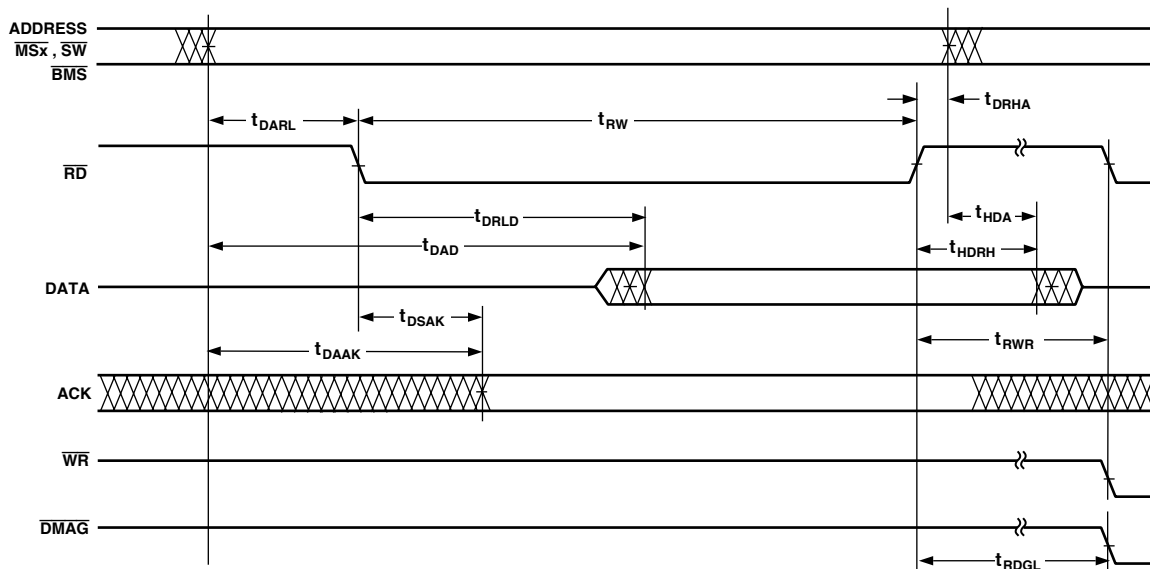 ADDRESS
MSx , SW
BMS
tDRHA
tDARL
tRW
RD
tDRLD
tHDA
tDAD
tHDRH
DATA
tDSAK
tDAAK
tRWR
ACK
WR
DMAG
tRDGL